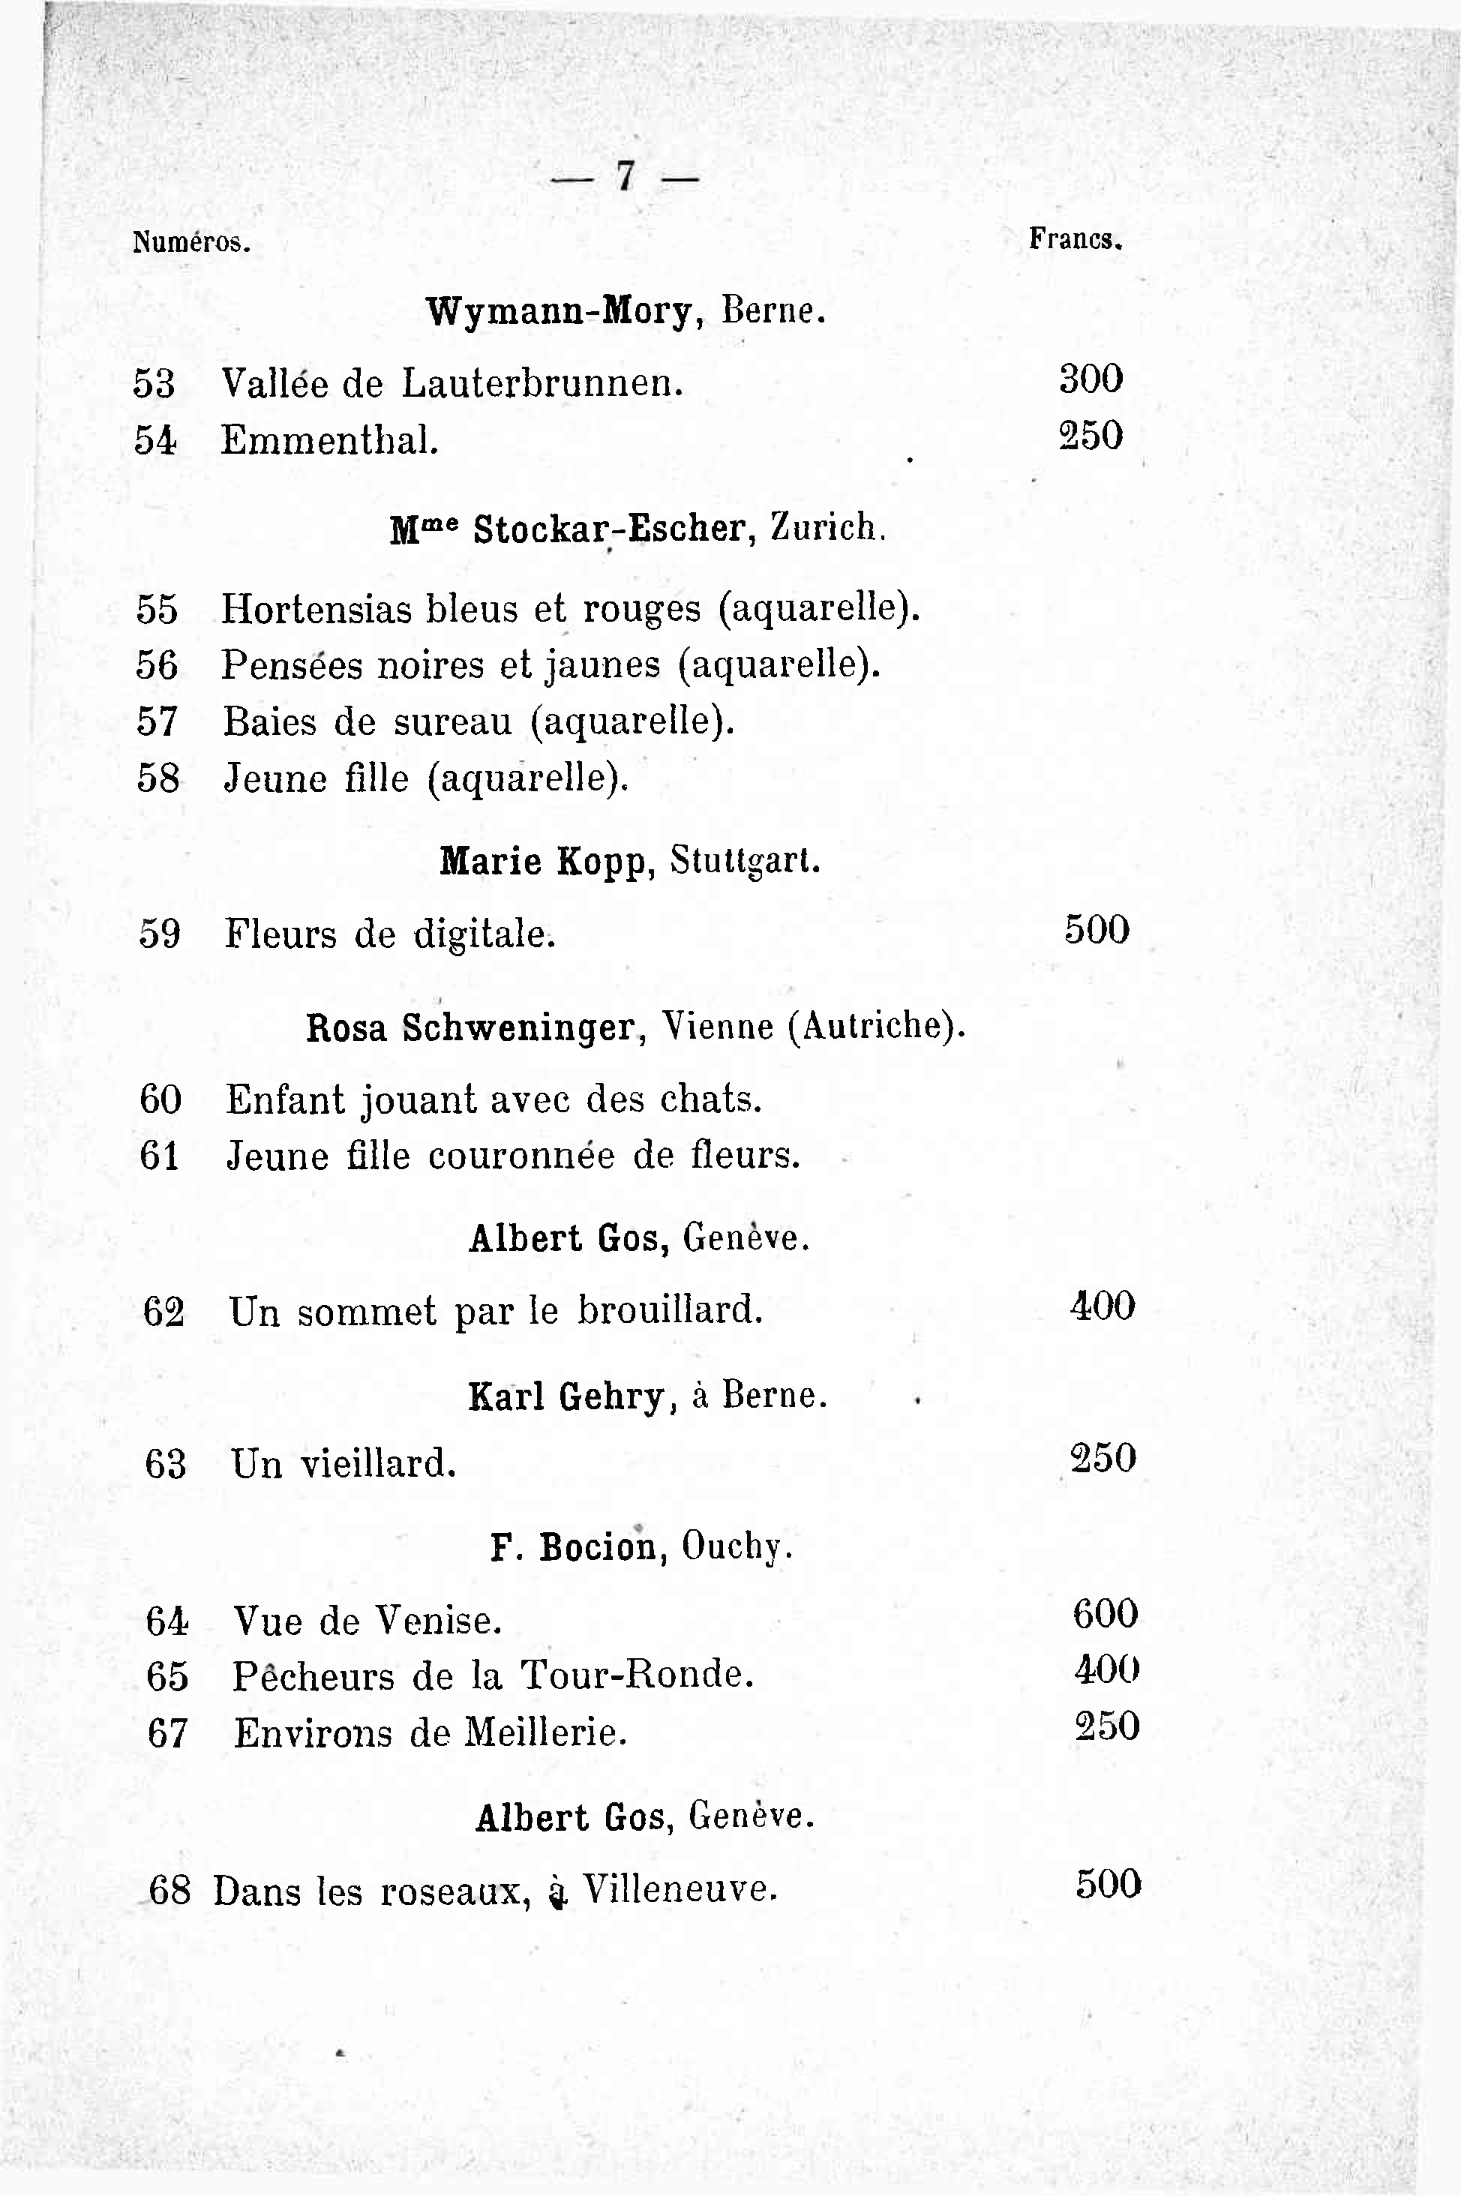 — 7 —
Numéros. Francs.
Wymann-Mory, Berne.
53 Vallée de Lauterbrunnen. 300
54 Emmenthal. 250
Mme Stockar-Escher, Zurich.
55 Hortensias bleus et rouges (aquarelle).
56 Pensées noires et jaunes (aquarelle).
57 Baies de sureau (aquarelle).
58 Jeune fille (aquarelle).
Marie Kopp, Stuttgart.
59 Fleurs de digitale. 500
Rosa Schweninger, Vienne (Autriche).
60 Enfant jouant avec des chats.
61 Jeune fille couronnée de fleurs.
Albert Gos, Genève.
62 Un sommet par le brouillard. 400
Karl Gehry, à Berne.
63 Un vieillard. 250
F. Bocion, Ouchy.
64 Vue de Venise. 600
65 Pêcheurs de la Tour-Ronde. 400
67 Environs de Meillerie. 250
Albert Gos, Genève.
68 Dans les roseaux, à Villeneuve. 500